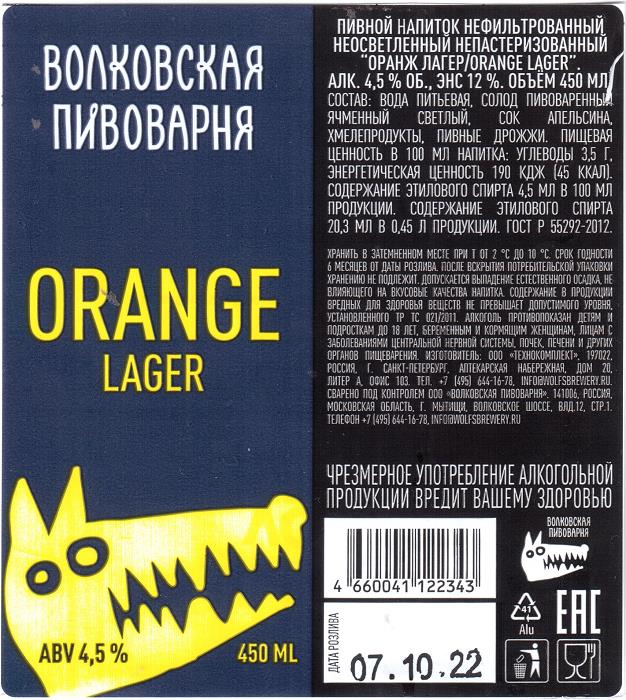 ВОЛКОВСКАЯ
ПИВОВАРНЯ
ORANGE
LAGER
ABV 4,5 %
450 ML
ПИВНОЙ НАПИТОК НЕФИЛЬТРОВАННЫЙ
НЕОСВЕТЛЕННЫЙ НЕПАСТЕРИЗОВАННЫЙ
“ОРАНЖ ЛАГЕР/ORANGE LAGER”.
АЛК. 4,5 % ОБ., ЭНС 12 %. ОБЪЁМ 450 МЛ
СОСТАВ: ВОДА ПИТЬЕВАЯ, СОЛОД ПИВОВАРЕННЫЙ
ЯЧМЕННЫЙ СВЕТЛЫЙ, СОК АПЕЛЬСИНА,
ХМЕЛЕПРОДУКТЫ, ПИВНЫЕ ДРОЖЖИ. ПИЩЕВАЯ
ЦЕННОСТЬ В 100 МЛ НАПИТКА: УГЛЕВОДЫ 3,5 Г,
ЭНЕРГЕТИЧЕСКАЯ ЦЕННОСТЬ 190 КДЖ (45 ККАЛ).
СОДЕРЖАНИЕ ЭТИЛОВОГО СПИРТА 4,5 МЛ В 100 МЛ
ПРОДУКЦИИ. СОДЕРЖАНИЕ ЭТИЛОВОГО СПИРТА
20,3 МЛ В 0,45 Л ПРОДУКЦИИ. ГОСТ Р 55292-2012.
ХРАНИТЬ В ЗАТЕМНЕННОМ МЕСТЕ ПРИ Т ОТ 2 °С ДО 10 °С. СРОК ГОДНОСТИ
6 МЕСЯЦЕВ ОТ ДАТЫ РОЗЛИВА. ПОСЛЕ ВСКРЫТИЯ ПОТРЕБИТЕЛЬСКОЙ УПАКОВКИ
ХРАНЕНИЮ НЕ ПОДЛЕЖИТ. ДОПУСКАЕТСЯ ВЫПАДЕНИЕ ЕСТЕСТВЕННОГО ОСАДКА, НЕ
ВЛИЯЮЩЕГО НА ВКУСОВЫЕ КАЧЕСТВА НАПИТКА. СОДЕРЖАНИЕ В ПРОДУКЦИИ
ВРЕДНЫХ ДЛЯ ЗДОРОВЬЯ ВЕЩЕСТВ НЕ ПРЕВЫШАЕТ ДОПУСТИМОГО УРОВНЯ,
УСТАНОВЛЕННОГО ТР ТС 021/2011. АЛКОГОЛЬ ПРОТИВОПОКАЗАН ДЕТЯМ И
ПОДРОСТКАМ ДО 18 ЛЕТ, БЕРЕМЕННЫМ И КОРМЯЩИМ ЖЕНЩИНАМ, ЛИЦАМ С
ЗАБОЛЕВАНИЯМИ ЦЕНТРАЛЬНОЙ НЕРВНОЙ СИСТЕМЫ, ПОЧЕК, ПЕЧЕНИ И ДРУГИХ
ОРГАНОВ ПИЩЕВАРЕНИЯ. ИЗГОТОВИТЕЛЬ: ООО «ТЕХНОКОМПЛЕКТ», 197022,
РОССИЯ, Г. САНКТ-ПЕТЕРБУРГ, АПТЕКАРСКАЯ НАБЕРЕЖНАЯ, ДОМ 20,
ЛИТЕР А, ОФИС 103. ТЕЛ. +7 (495) 644-16-78, INFO@WOLFSBREWERY.RU.
СВАРЕНО ПОД КОНТРОЛЕМ ООО «ВОЛКОВСКАЯ ПИВОВАРНЯ». 141006, РОССИЯ,
МОСКОВСКАЯ ОБЛАСТЬ, Г. МЫТИЩИ, ВОЛКОВСКОЕ ШОССЕ, ВЛД.12, СТР.1.
ТЕЛЕФОН +7 (495) 644-16-78, INFO@WOLFSBREWERY.RU
ЧРЕЗМЕРНОЕ УПОТРЕБЛЕНИЕ АЛКОГОЛЬНОЙ
ПРОДУКЦИИ ВРЕДИТ ВАШЕМУ ЗДОРОВЬЮ
4 660041 122343
ВОЛКОВСКАЯ
ПИВОВАРНЯ
41
Alu
EAC
ДАТА РОЗЛИВА
07.10.22